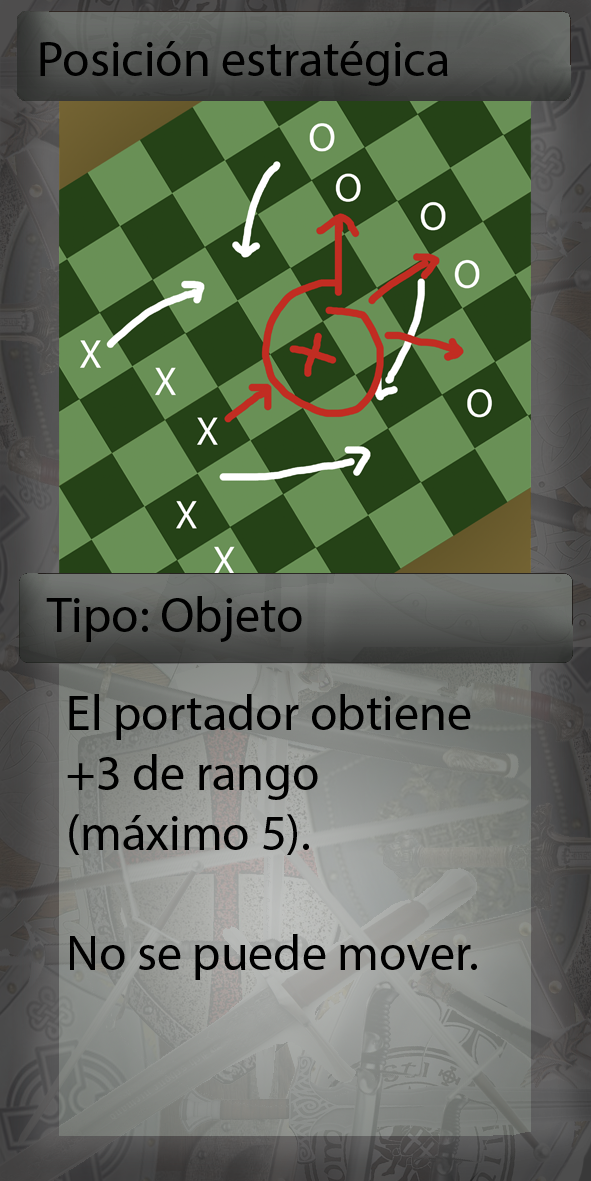 Posición estratégica
O
O
O
O
X
X
X
O
X
X
Tipo: Objeto
El portador obtiene
+3 de rango
(máximo 5).
No se puede mover.